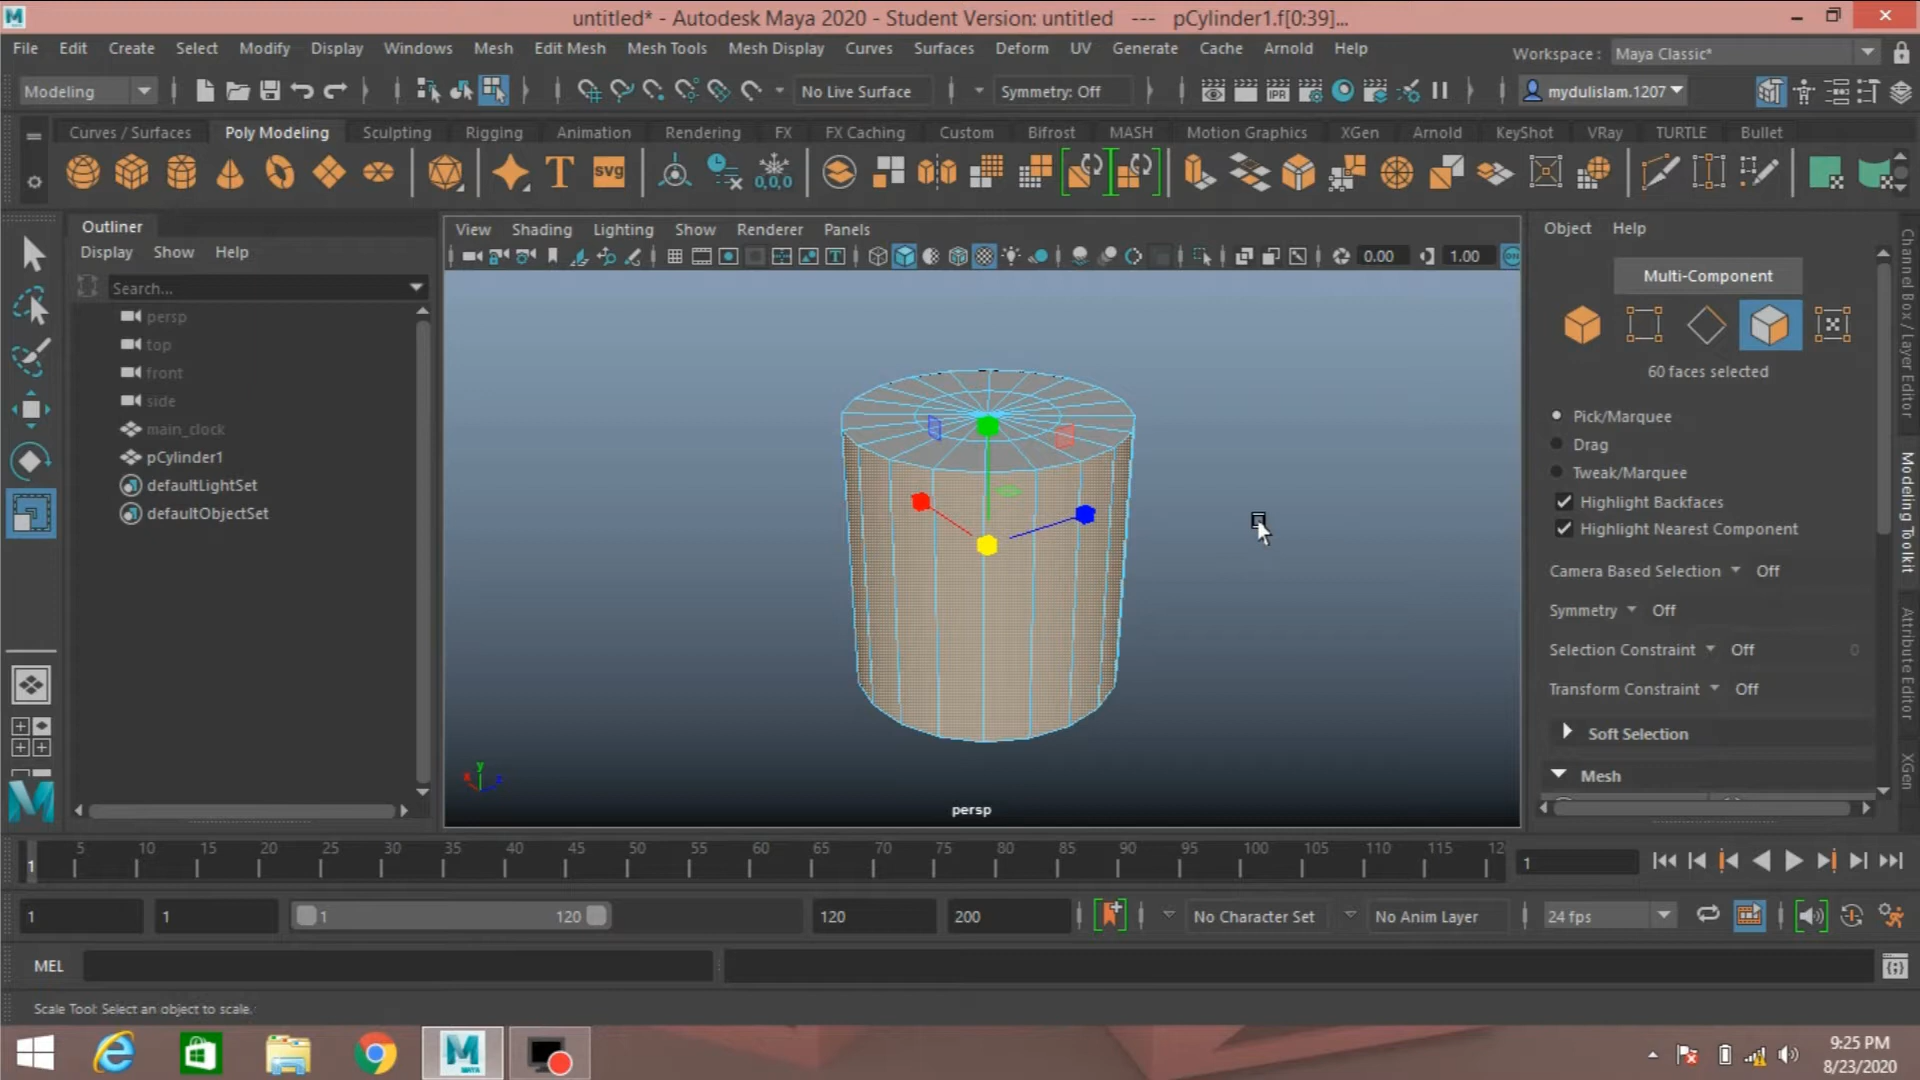 untitled* - Autodesk Maya 2020 - Student Version: untitled --- pCylinder1.f[0:39]...
File Edit Create Select Modify Display Windows Mesh Edit Mesh Mesh Tools Mesh Display Curves Surfaces Deform UV Generate Cache Arnold Help
Workspace : Maya Classic*
Modeling
No Live Surface
Symmetry: Off
IPR
mydulislam.1207
Curves / Surfaces Poly Modeling Sculpting Rigging Animation Rendering FX FX Caching Custom Bifrost MASH Motion Graphics XGen Arnold KeyShot VRay TURTLE Bullet
T
SVG
0,0,0
Outliner
Display Show Help
Search...
persp
top
front
side
main_clock
pCylinder1
defaultLightSet
defaultObjectSet
View Shading Lighting Show Renderer Panels
0.00
1.00
x
y
z
persp
Object Help
Multi-Component
60 faces selected
Pick/Marquee
Drag
Tweak/Marquee
Highlight Backfaces
Highlight Nearest Component
Camera Based Selection Off
Symmetry Off
Selection Constraint Off 0
Transform Constraint Off
Soft Selection
Mesh
Channel Box / Layer Editor
Modeling Toolkit
Attribute Editor
XGen
1 5 10 15 20 25 30 35 40 45 50 55 60 65 70 75 80 85 90 95 100 105 110 115 12
1
1 1 1 120 120 200
No Character Set
No Anim Layer
24 fps
MEL
Scale Tool: Select an object to scale.
MAYA
9:25 PM
8/23/2020